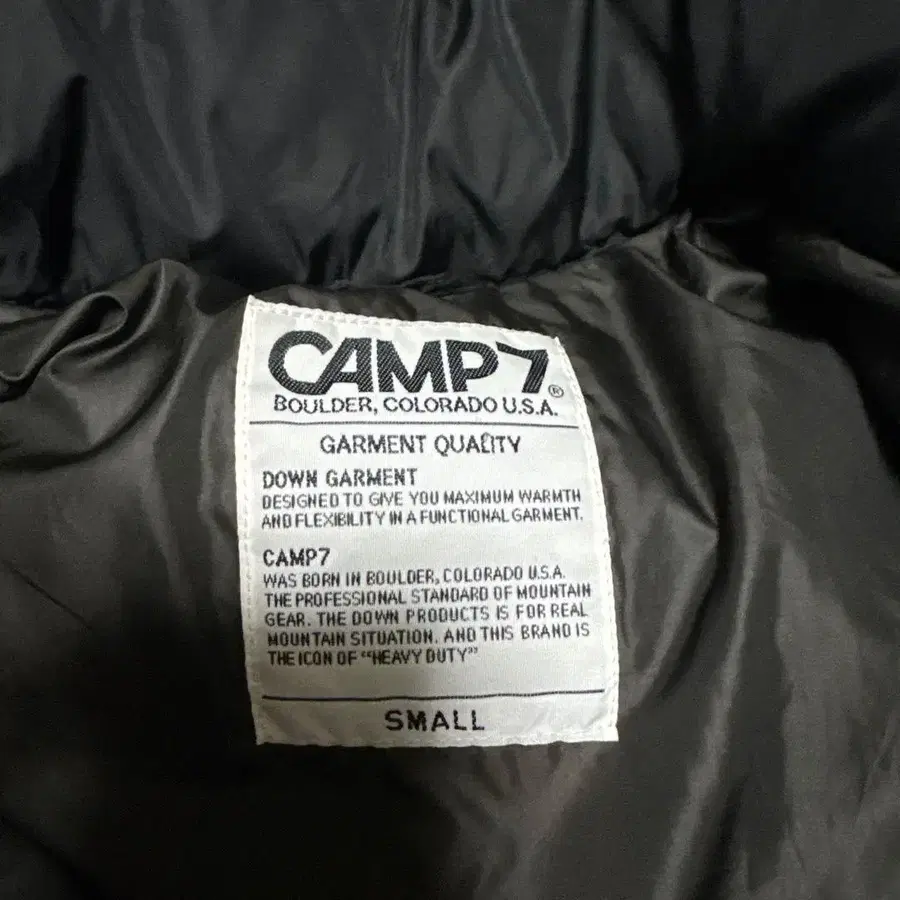 CAMP7®
BOULDER, COLORADO U.S.A.
GARMENT QUALITY
DOWN GARMENT
DESIGNED TO GIVE YOU MAXIMUM WARMTH
AND FLEXIBILITY IN A FUNCTIONAL GARMENT.
CAMP7
WAS BORN IN BOULDER, COLORADO U.S.A.
THE PROFESSIONAL STANDARD OF MOUNTAIN
GEAR. THE DOWN PRODUCTS IS FOR REAL
MOUNTAIN SITUATION. AND THIS BRAND IS
THE ICON OF "HEAVY DUTY"
SMALL